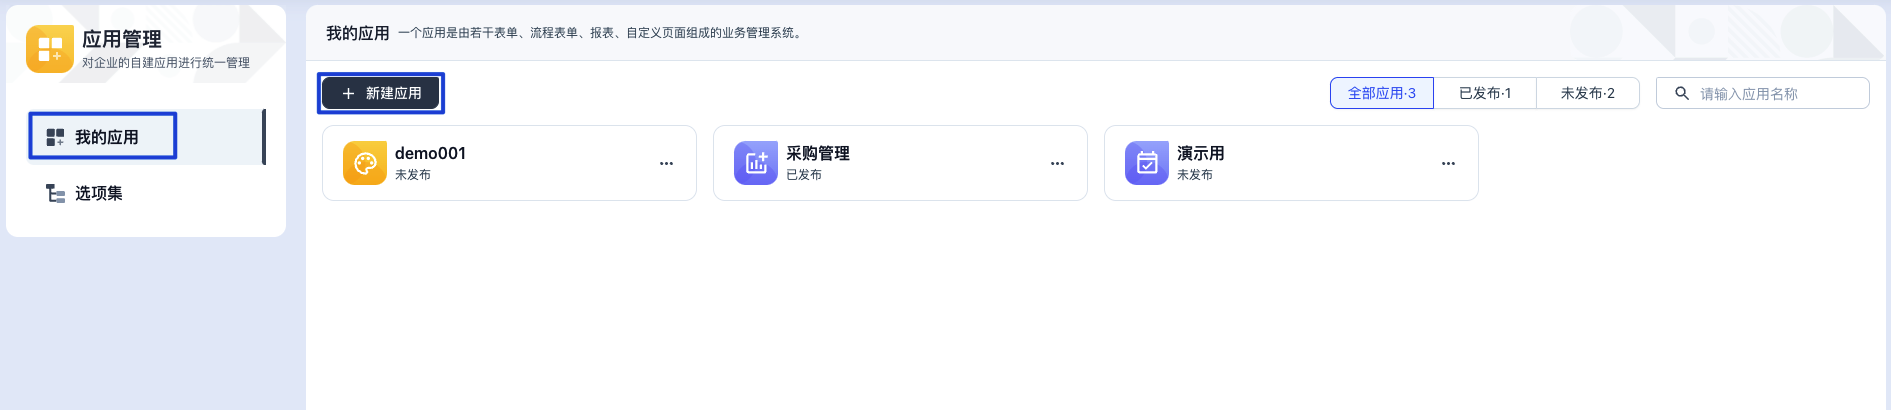 应用管理
对企业的自建应用进行统一管理
我的应用
选项集
我的应用 一个应用是由若干表单、流程表单、报表、自定义页面组成的业务管理系统。
+ 新建应用
全部应用·3 已发布·1 未发布·2 请输入应用名称
demo001
未发布
采购管理
已发布
演示用
未发布